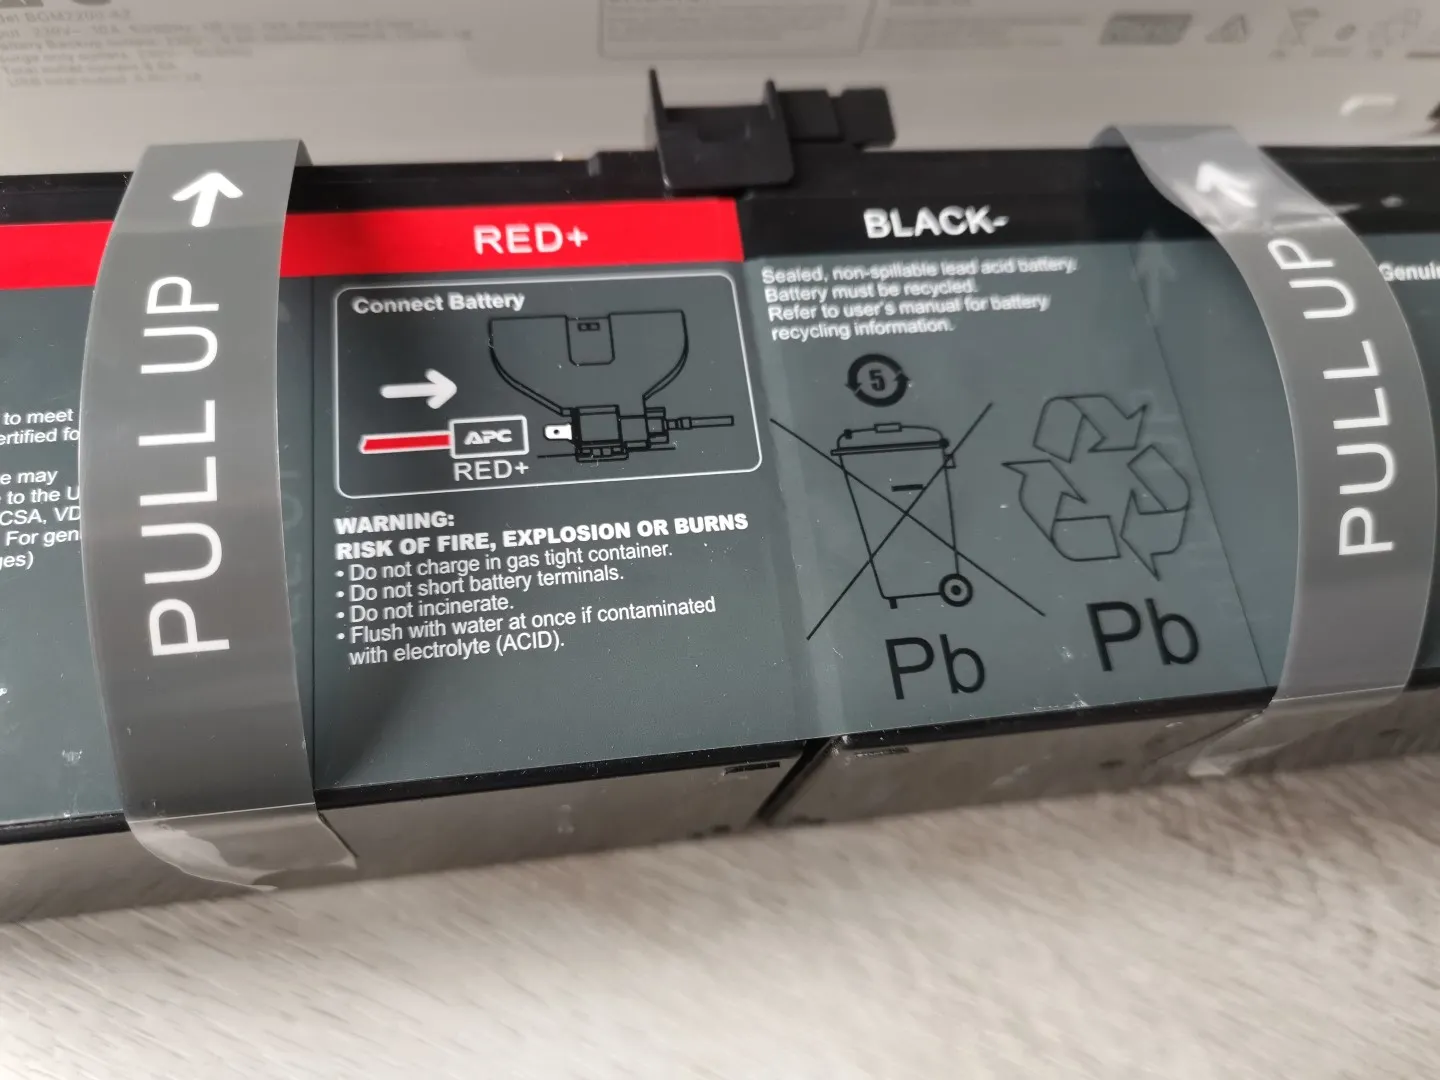 PULL UP
RED+
BLACK-
PULL UP
Connect Battery
APC
RED+
WARNING:
RISK OF FIRE, EXPLOSION OR BURNS
• Do not charge in gas tight container.
• Do not short battery terminals.
• Do not incinerate.
• Flush with water at once if contaminated
with electrolyte (ACID).
Sealed, non-spillable lead acid battery.
Battery must be recycled.
Refer to user's manual for battery
recycling information.
5
Pb
Pb
to meet
e may
to the U
CSA, VD
For gen